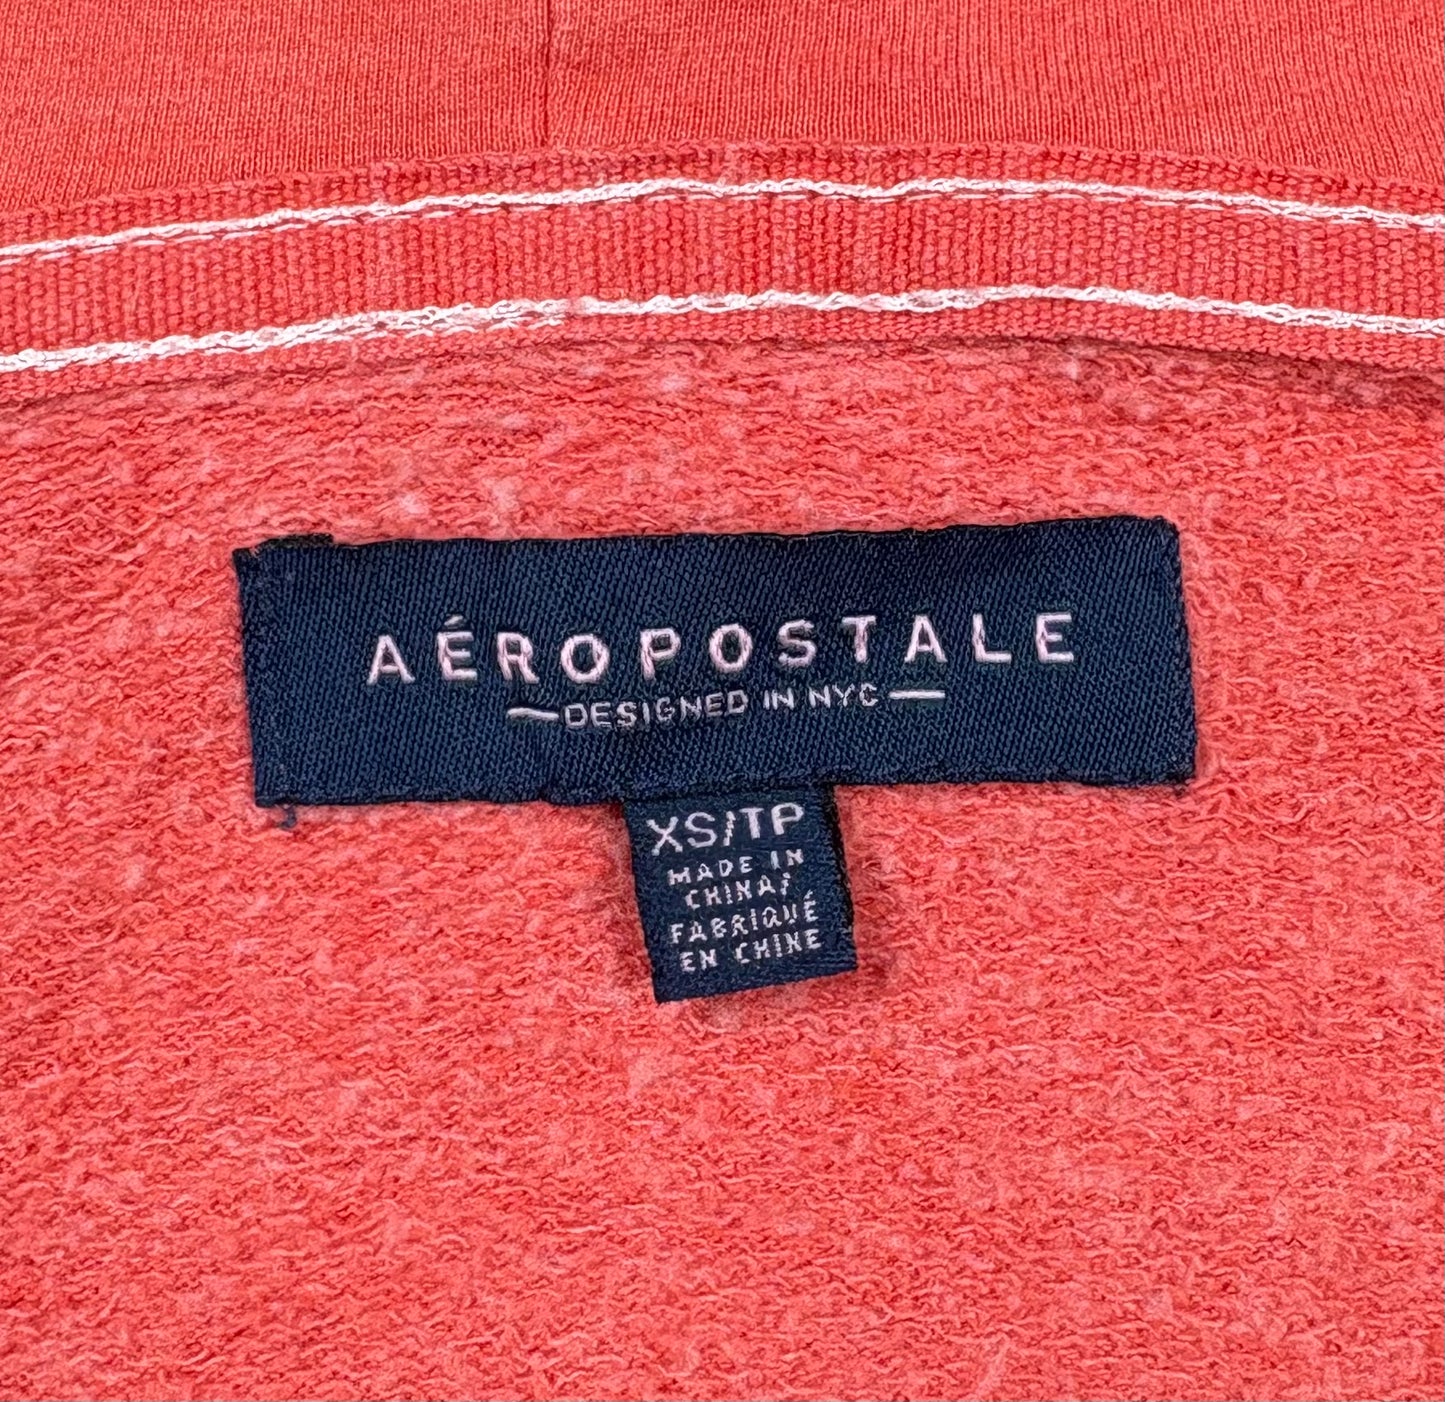 AÉROPOSTALE
—DESIGNED IN NYC—
XS/TP
MADE IN
CHINA/
FABRIQUÉ
EN CHINE